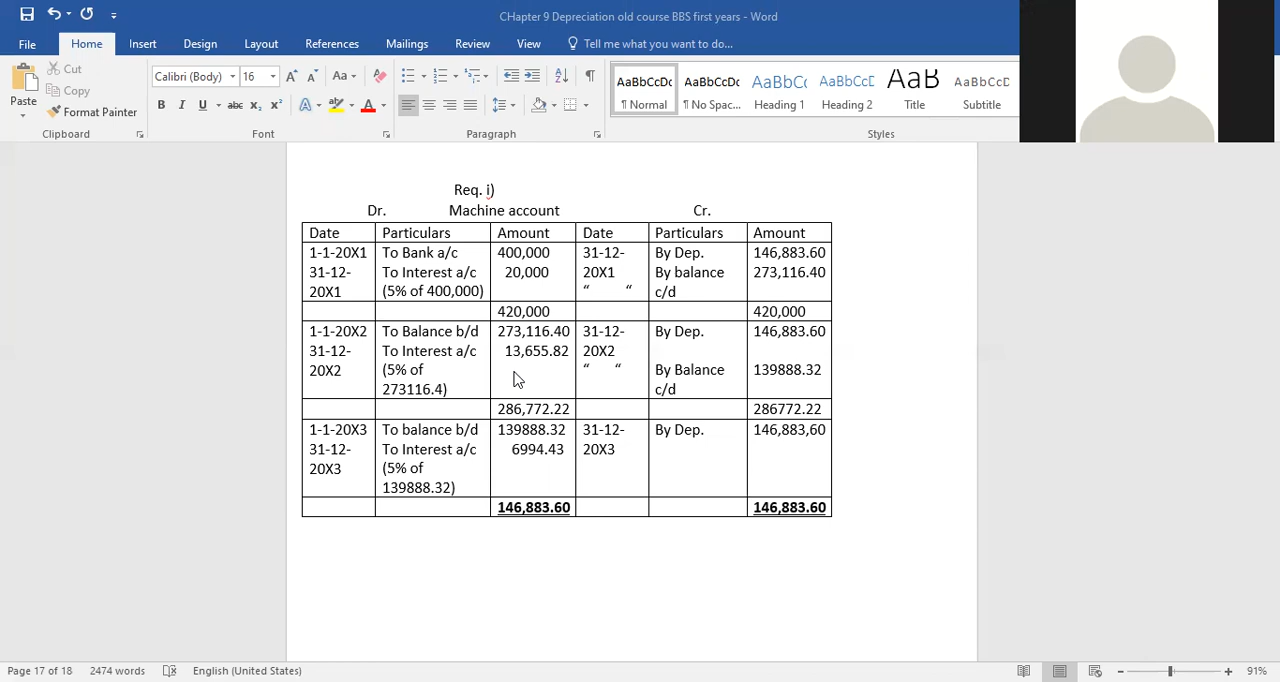 CHapter 9 Depreciation old course BBS first years - Word
File Home Insert Design Layout References Mailings Review View Tell me what you want to do...
Paste
Cut
Copy
Format Painter
Calibri (Body) 16
Clipboard Font Paragraph Styles
AaBbCcDc AaBbCcDc AaBbCc AaBbCcE AaB AaBbCcD
¶ Normal ¶ No Spac... Heading 1 Heading 2 Title Subtitle
Req. i)
Dr. Machine account Cr.
Date Particulars Amount Date Particulars Amount
1-1-20X1 To Bank a/c 400,000 31-12- By Dep. 146,883.60
31-12- To Interest a/c 20,000 20X1 By balance 273,116.40
20X1 (5% of 400,000) “ “ c/d
420,000 420,000
1-1-20X2 To Balance b/d 273,116.40 31-12- By Dep. 146,883.60
31-12- To Interest a/c 13,655.82 20X2
20X2 (5% of “ “ By Balance 139888.32
273116.4) c/d
286,772.22 286772.22
1-1-20X3 To balance b/d 139888.32 31-12- By Dep. 146,883,60
31-12- To Interest a/c 6994.43 20X3
20X3 (5% of
139888.32)
146,883.60 146,883.60
Page 17 of 18 2474 words English (United States) 91%